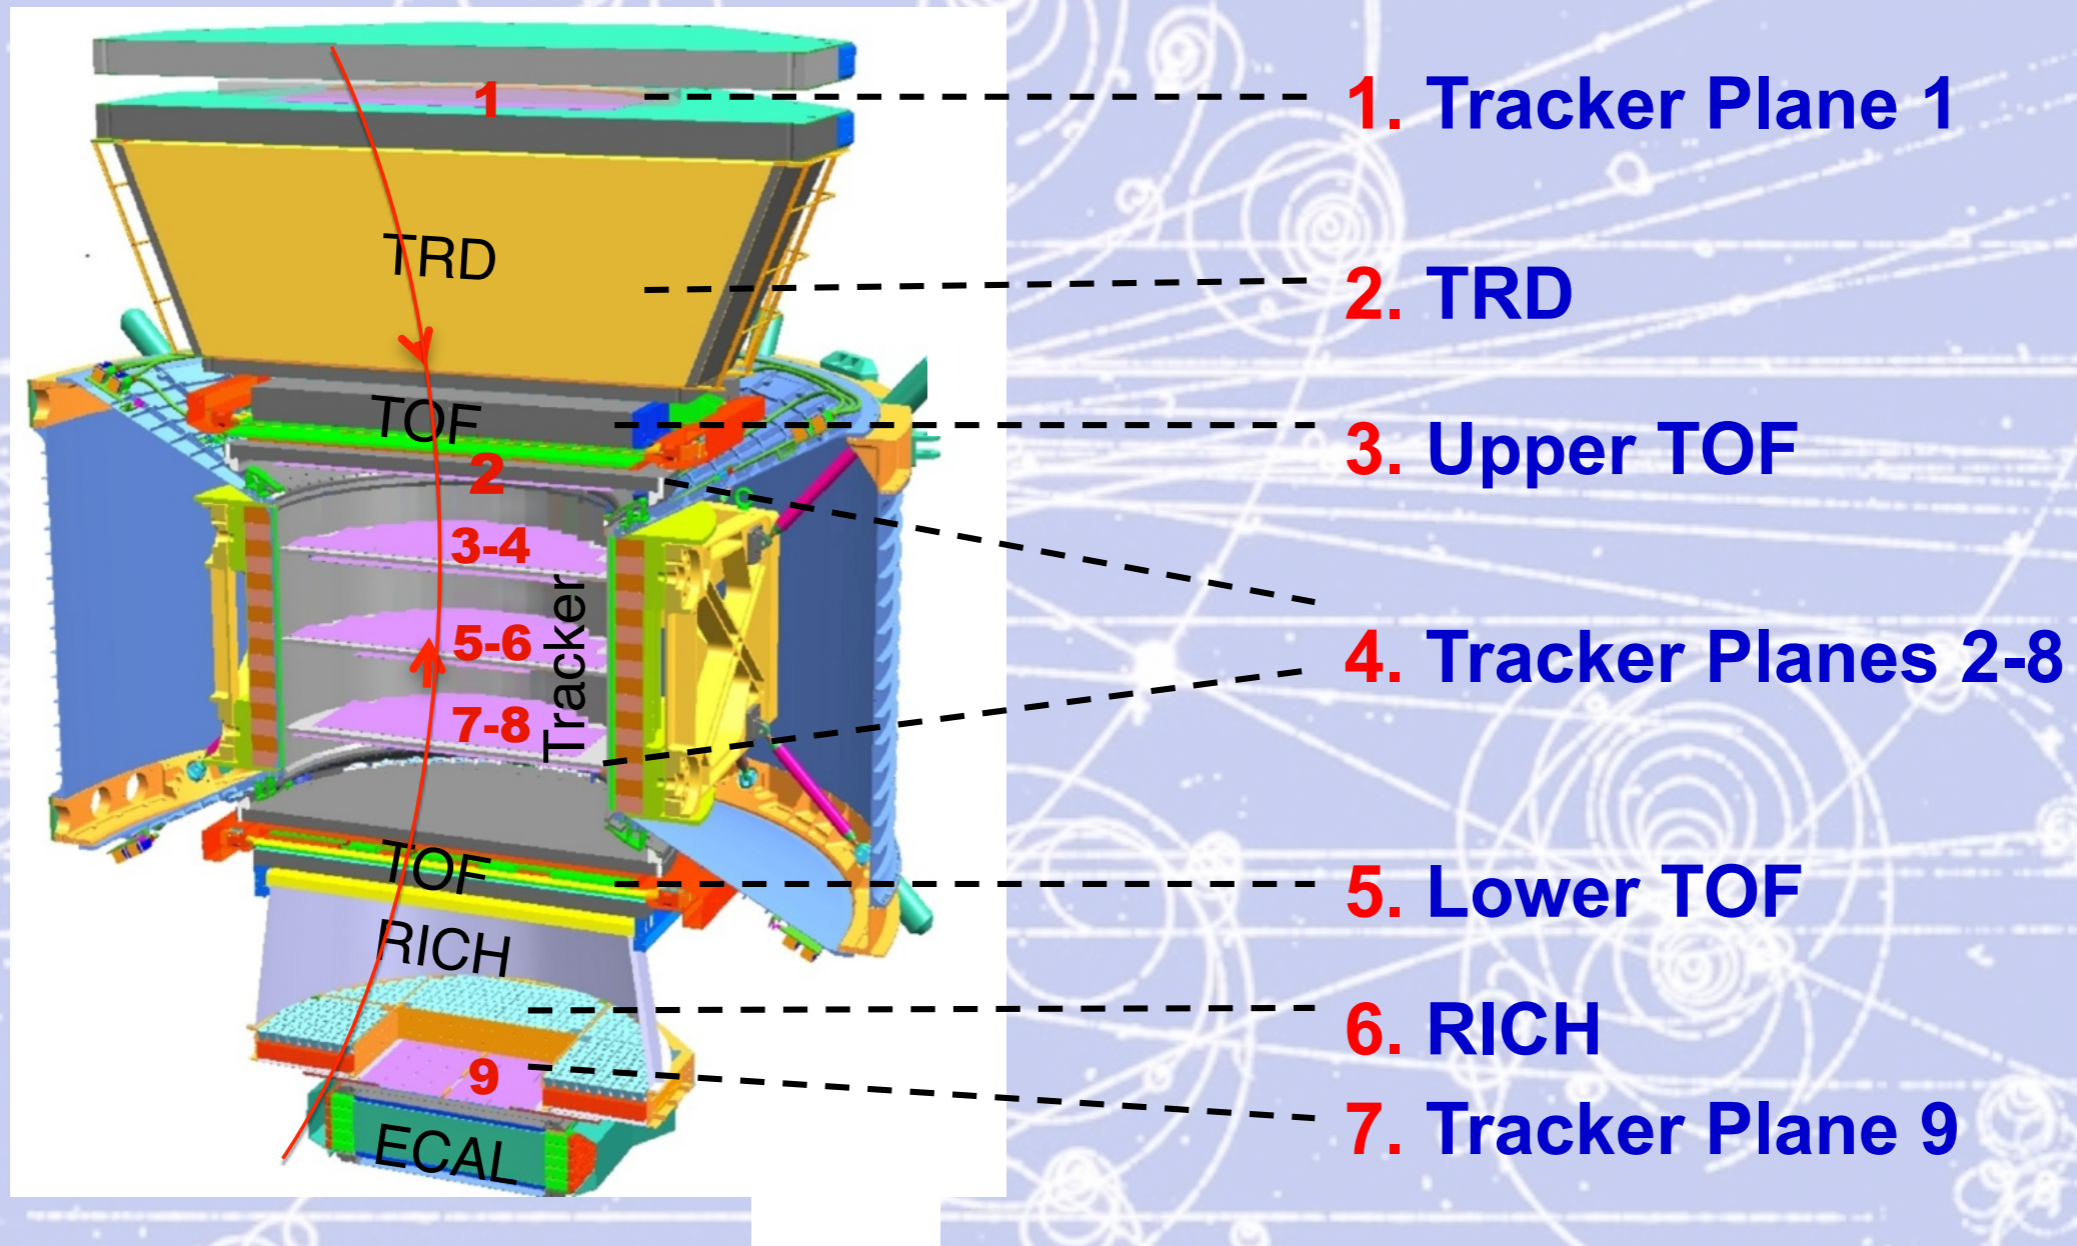 1
TRD
TOF
2
3-4
5-6
7-8
Tracker
TOF
RICH
9
ECAL
1. Tracker Plane 1
2. TRD
3. Upper TOF
4. Tracker Planes 2-8
5. Lower TOF
6. RICH
7. Tracker Plane 9